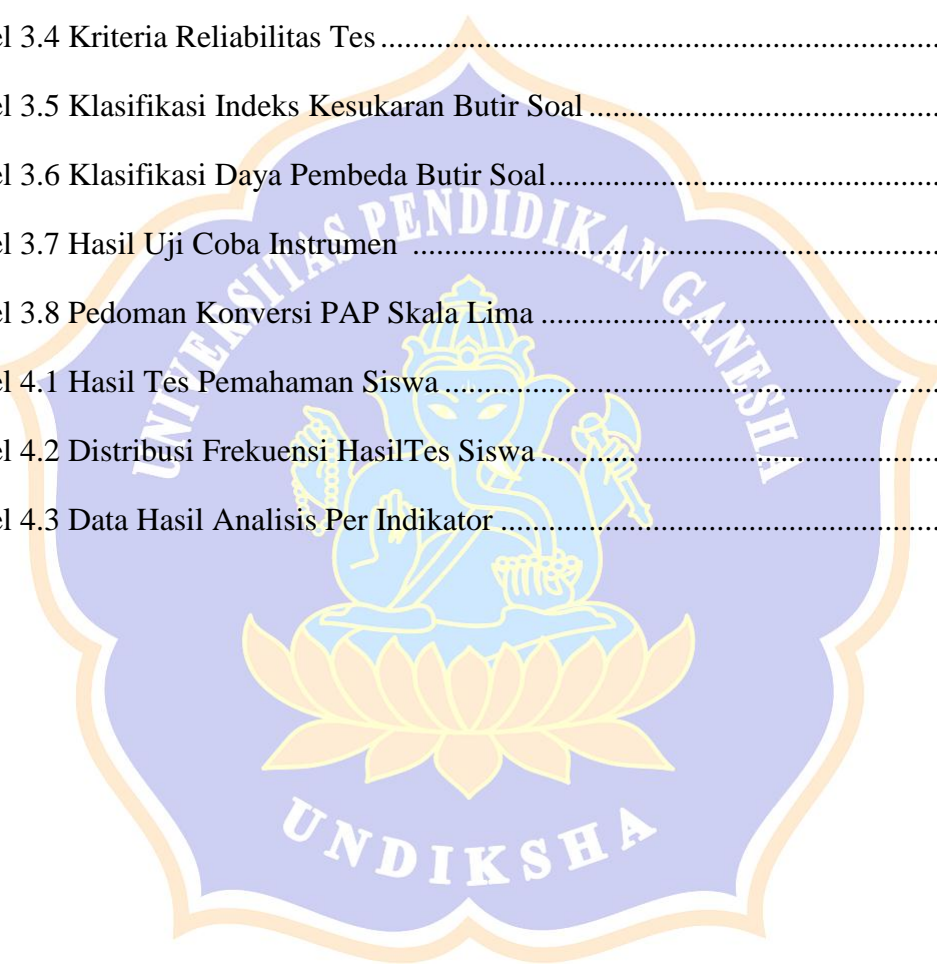 el 3.4 Kriteria Reliabilitas Tes ................................................................
el 3.5 Klasifikasi Indeks Kesukaran Butir Soal ........................................
el 3.6 Klasifikasi Daya Pembeda Butir Soal..............................................
el 3.7 Hasil Uji Coba Instrumen ...............................................................
el 3.8 Pedoman Konversi PAP Skala Lima ...............................................
el 4.1 Hasil Tes Pemahaman Siswa ...........................................................
el 4.2 Distribusi Frekuensi HasilTes Siswa ...............................................
el 4.3 Data Hasil Analisis Per Indikator ....................................................
UNIVERSITAS PENDIDIKAN GANESHA
UNDIKSHA